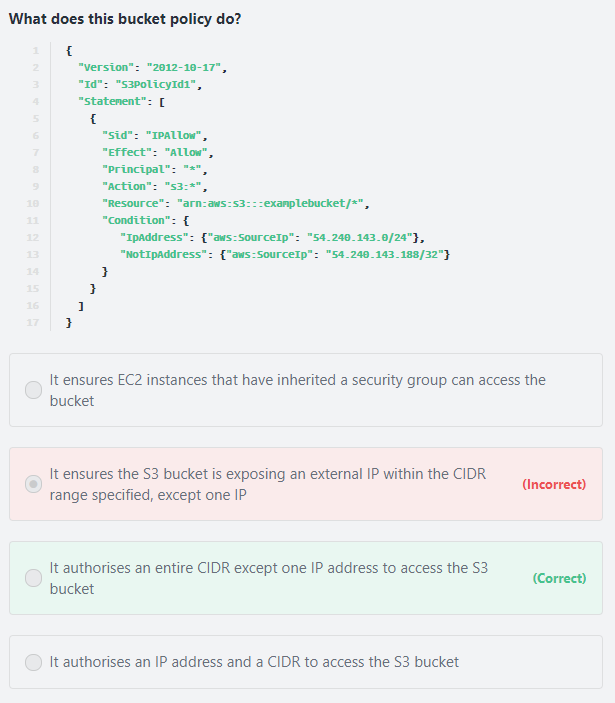 What does this bucket policy do?
1 {
2 "Version": "2012-10-17",
3 "Id": "S3PolicyId1",
4 "Statement": [
5 {
6 "Sid": "IPAllow",
7 "Effect": "Allow",
8 "Principal": "*",
9 "Action": "s3:*",
10 "Resource": "arn:aws:s3:::examplebucket/*",
11 "Condition": {
12 "IpAddress": {"aws:SourceIp": "54.240.143.0/24"},
13 "NotIpAddress": {"aws:SourceIp": "54.240.143.188/32"}
14 }
15 }
16 ]
17 }
It ensures EC2 instances that have inherited a security group can access the
bucket
It ensures the S3 bucket is exposing an external IP within the CIDR
range specified, except one IP
(Incorrect)
It authorises an entire CIDR except one IP address to access the S3
bucket
(Correct)
It authorises an IP address and a CIDR to access the S3 bucket